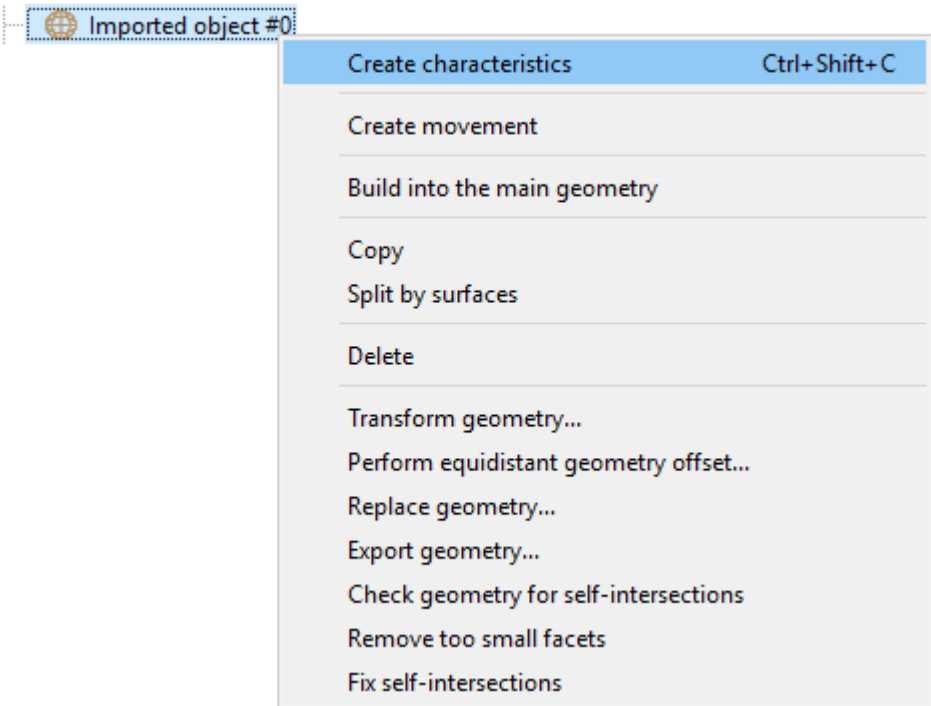 Imported object #0
Create characteristics Ctrl+Shift+C
Create movement
Build into the main geometry
Copy
Split by surfaces
Delete
Transform geometry...
Perform equidistant geometry offset...
Replace geometry...
Export geometry...
Check geometry for self-intersections
Remove too small facets
Fix self-intersections